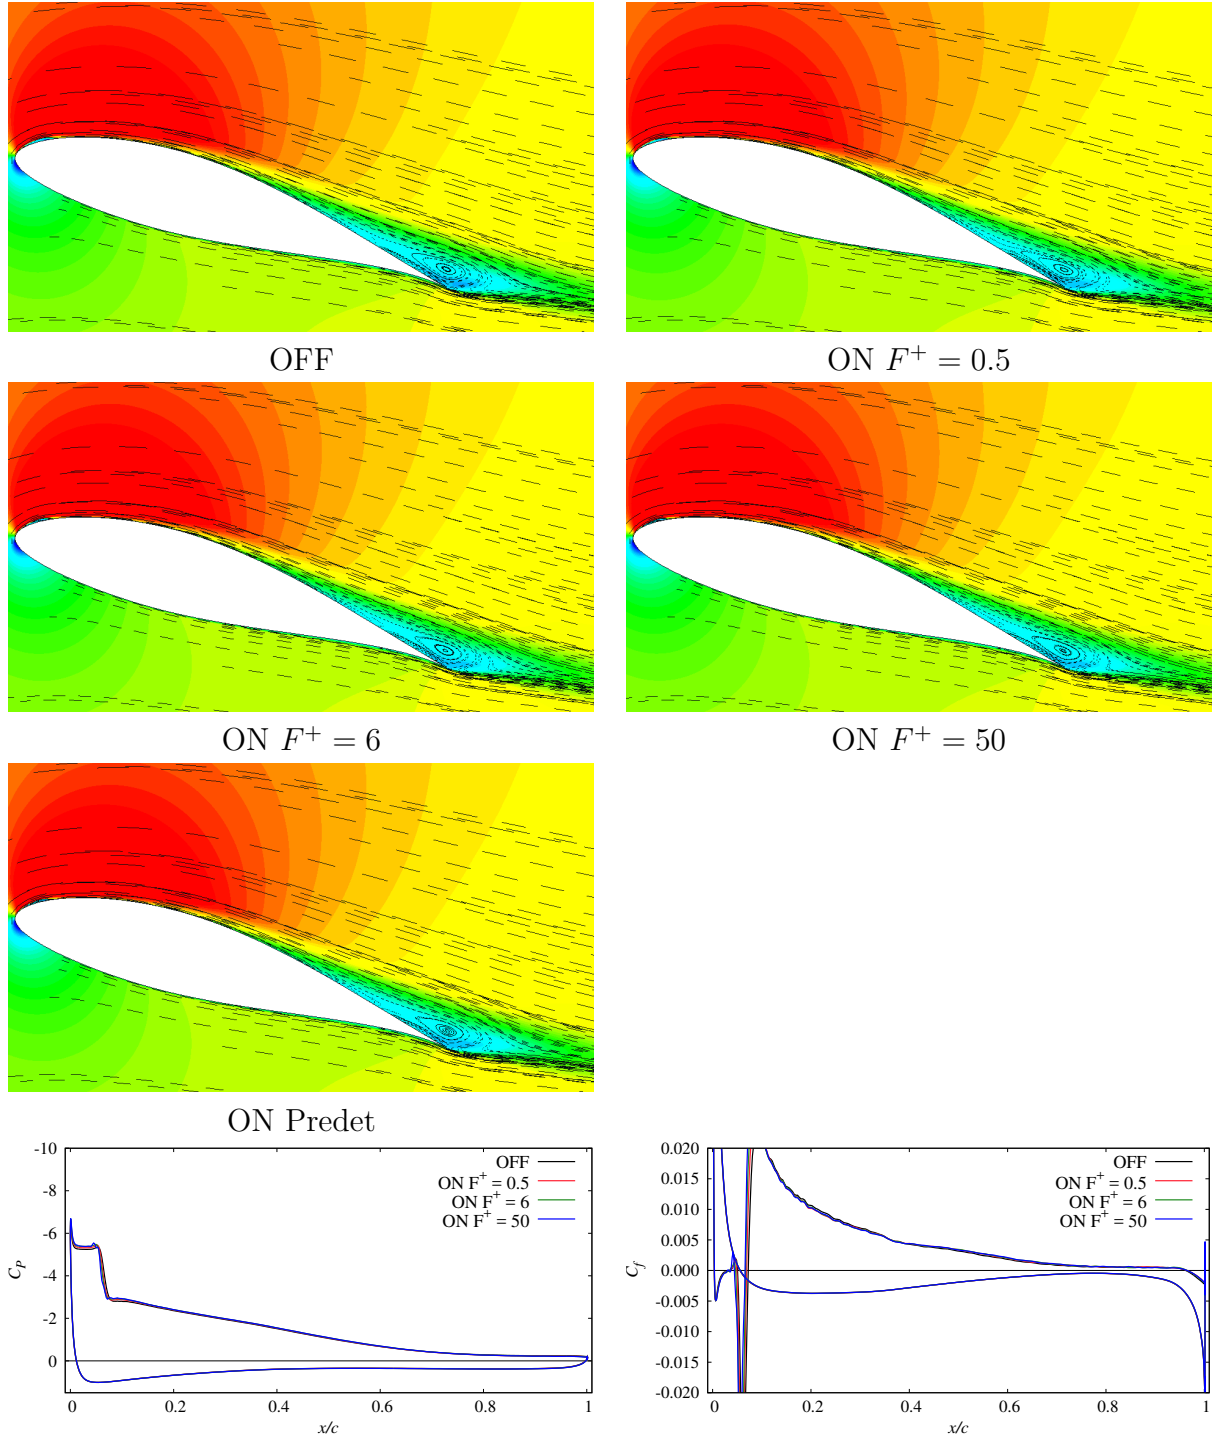 OFF
ON F⁺ = 0.5
ON F⁺ = 6
ON F⁺ = 50
ON Predet
-10
-8
-6
-4
-2
0
C_P
0
0.2
0.4
0.6
0.8
1
x/c
OFF
ON F⁺ = 0.5
ON F⁺ = 6
ON F⁺ = 50
0.020
0.015
0.010
0.005
0.000
-0.005
-0.010
-0.015
-0.020
C_f
0
0.2
0.4
0.6
0.8
1
x/c
OFF
ON F⁺ = 0.5
ON F⁺ = 6
ON F⁺ = 50